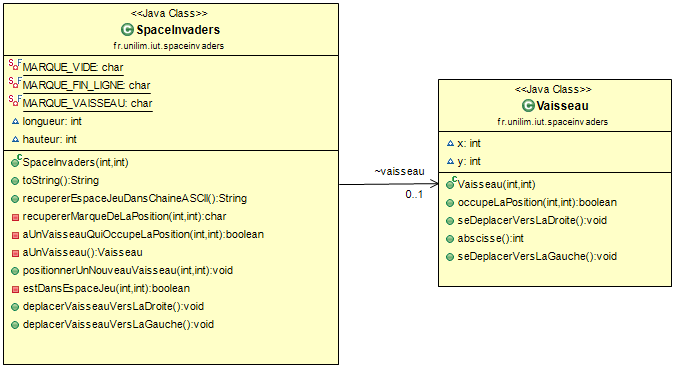 <<Java Class>>
SpaceInvaders
fr.unilim.iut.spaceinvaders
MARQUE_VIDE: char
MARQUE_FIN_LIGNE: char
MARQUE_VAISSEAU: char
longueur: int
hauteur: int
SpaceInvaders(int,int)
toString():String
recupererEspaceJeuDansChaineASCII():String
recupererMarqueDeLaPosition(int,int):char
aUnVaisseauQuiOccupeLaPosition(int,int):boolean
aUnVaisseau():Vaisseau
positionnerUnNouveauVaisseau(int,int):void
estDansEspaceJeu(int,int):boolean
deplacerVaisseauVersLaDroite():void
deplacerVaisseauVersLaGauche():void
~vaisseau
0..1
<<Java Class>>
Vaisseau
fr.unilim.iut.spaceinvaders
x: int
y: int
Vaisseau(int,int)
occupeLaPosition(int,int):boolean
seDeplacerVersLaDroite():void
abscisse():int
seDeplacerVersLaGauche():void